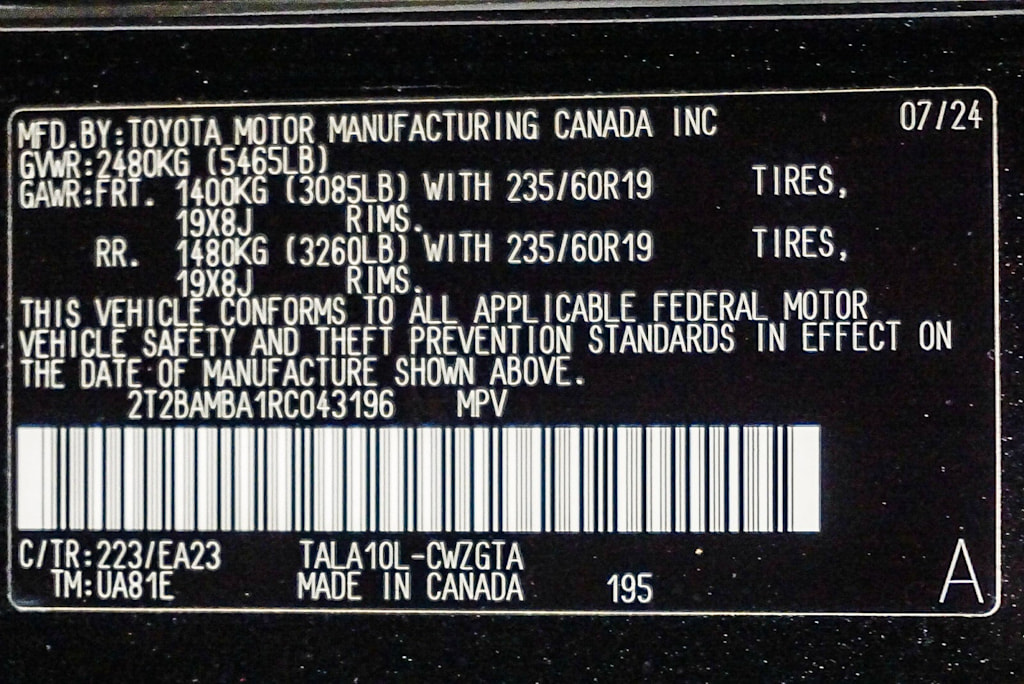 MFD.BY:TOYOTA MOTOR MANUFACTURING CANADA INC 07/24
GVWR:2480KG (5465LB)
GAWR:FRT. 1400KG (3085LB) WITH 235/60R19 TIRES,
19X8J RIMS.
RR. 1480KG (3260LB) WITH 235/60R19 TIRES,
19X8J RIMS.
THIS VEHICLE CONFORMS TO ALL APPLICABLE FEDERAL MOTOR
VEHICLE SAFETY AND THEFT PREVENTION STANDARDS IN EFFECT ON
THE DATE OF MANUFACTURE SHOWN ABOVE.
2T2BAMBA1RC043196 MPV
C/TR:223/EA23 TALA10L-CWZGTA
TM:UA81E MADE IN CANADA 195 A